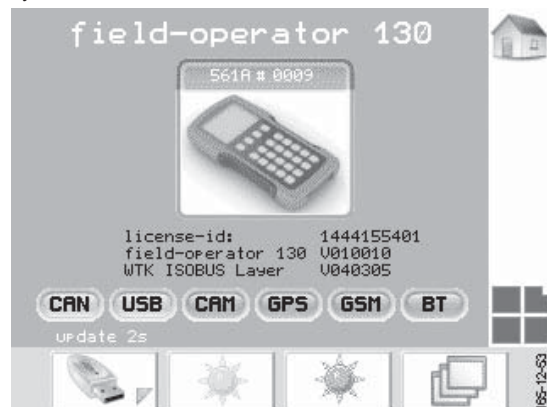 field-operator 130
561A # 0009
license-id: 1444155401
field-operator 130 V010010
WTK ISOBUS Layer V040305
CAN USB CAM GPS GSM BT
update 2s
65-12-53